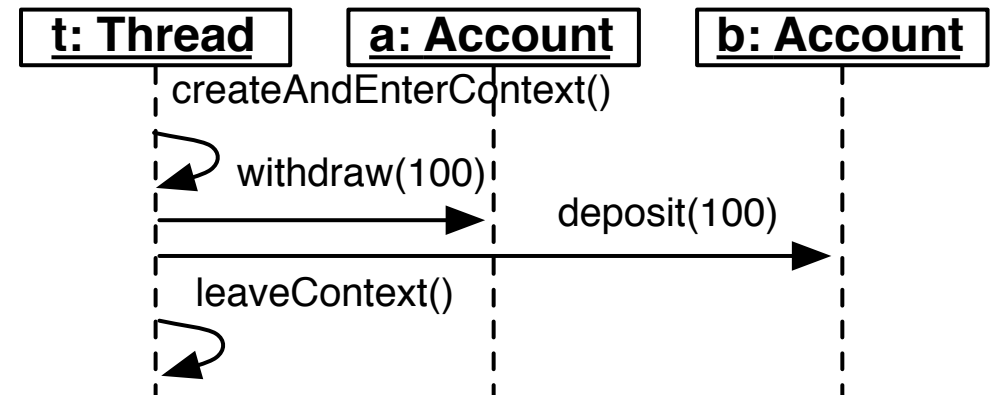 t: Thread
a: Account
b: Account
createAndEnterContext()
withdraw(100)
deposit(100)
leaveContext()